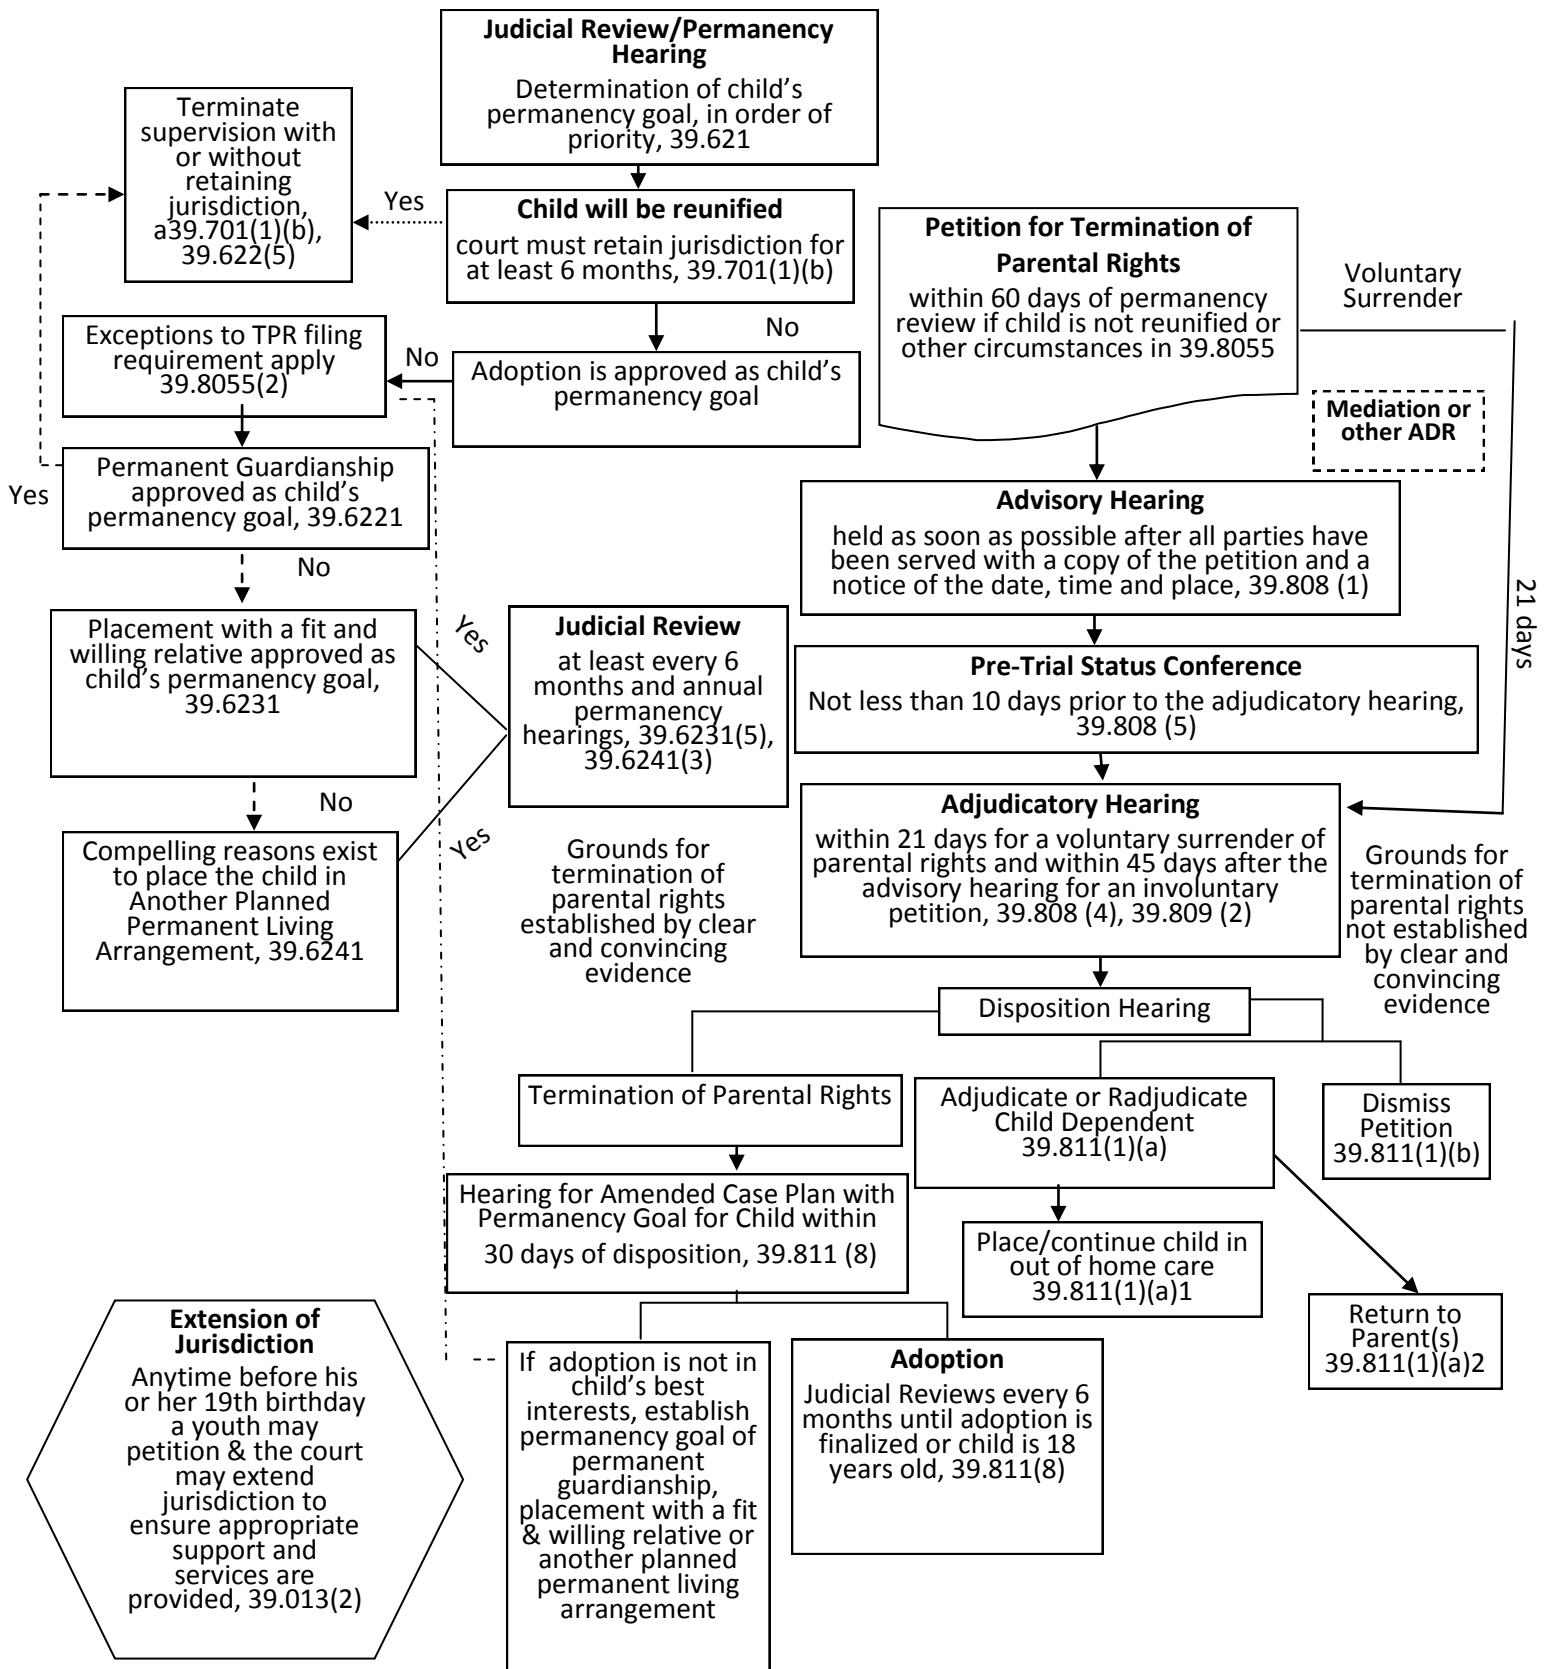 Judicial Review/Permanency
Hearing
Determination of child’s
permanency goal, in order of
priority, 39.621
Terminate
supervision with
or without
retaining
jurisdiction,
a39.701(1)(b),
39.622(5)
Yes
Child will be reunified
court must retain jurisdiction for
at least 6 months, 39.701(1)(b)
No
Exceptions to TPR filing
requirement apply
39.8055(2)
No
Adoption is approved as child’s
permanency goal
Yes
Permanent Guardianship
approved as child’s
permanency goal, 39.6221
No
Placement with a fit and
willing relative approved as
child’s permanency goal,
39.6231
Yes
No
Compelling reasons exist
to place the child in
Another Planned
Permanent Living
Arrangement, 39.6241
Yes
Judicial Review
at least every 6
months and annual
permanency
hearings, 39.6231(5),
39.6241(3)
Petition for Termination of
Parental Rights
within 60 days of permanency
review if child is not reunified or
other circumstances in 39.8055
Voluntary
Surrender
Mediation or
other ADR
21 days
Advisory Hearing
held as soon as possible after all parties have
been served with a copy of the petition and a
notice of the date, time and place, 39.808 (1)
Pre-Trial Status Conference
Not less than 10 days prior to the adjudicatory hearing,
39.808 (5)
Adjudicatory Hearing
within 21 days for a voluntary surrender of
parental rights and within 45 days after the
advisory hearing for an involuntary
petition, 39.808 (4), 39.809 (2)
Grounds for
termination of
parental rights
established by clear
and convincing
evidence
Grounds for
termination of
parental rights
not established
by clear and
convincing
evidence
Disposition Hearing
Termination of Parental Rights
Adjudicate or Radjudicate
Child Dependent
39.811(1)(a)
Dismiss
Petition
39.811(1)(b)
Hearing for Amended Case Plan with
Permanency Goal for Child within
30 days of disposition, 39.811 (8)
Place/continue child in
out of home care
39.811(1)(a)1
Return to
Parent(s)
39.811(1)(a)2
Extension of
Jurisdiction
Anytime before his
or her 19th birthday
a youth may
petition & the court
may extend
jurisdiction to
ensure appropriate
support and
services are
provided, 39.013(2)
If  adoption is not in
child’s best
interests, establish
permanency goal of
permanent
guardianship,
placement with a fit
& willing relative or
another planned
permanent living
arrangement
Adoption
Judicial Reviews every 6
months until adoption is
finalized or child is 18
years old, 39.811(8)